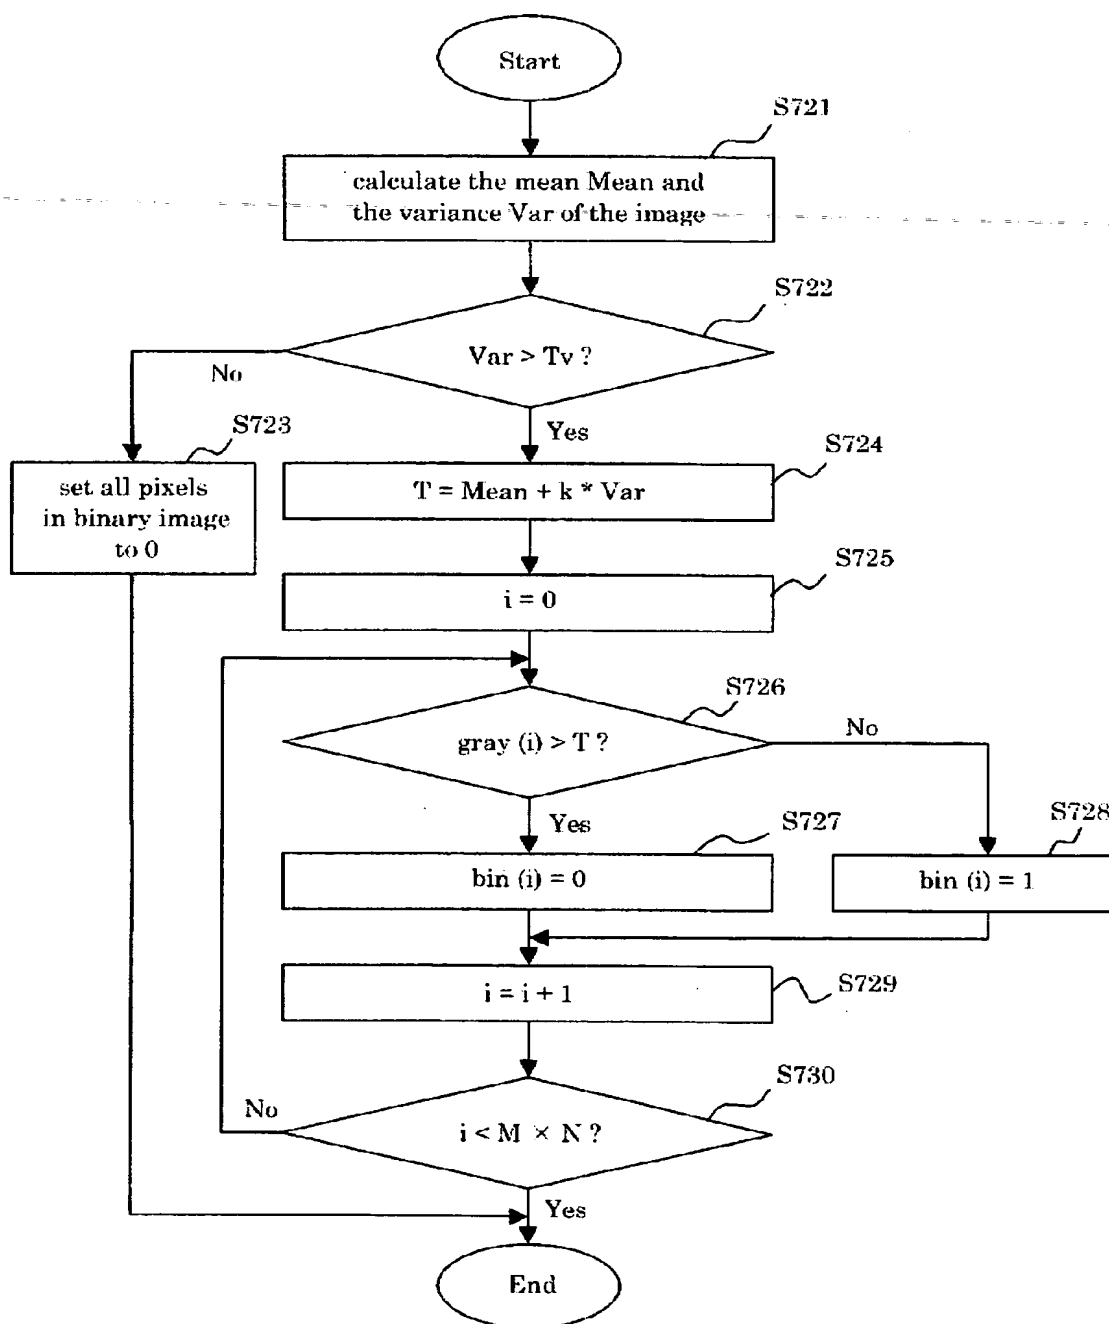 Start
S721
calculate the mean Mean and
the variance Var of the image
S722
Var > Tv ?
No
Yes
S723
set all pixels
in binary image
to 0
S724
T = Mean + k * Var
S725
i = 0
S726
gray (i) > T ?
No
Yes
S727
bin (i) = 0
S728
bin (i) = 1
S729
i = i + 1
S730
i < M × N ?
No
Yes
End